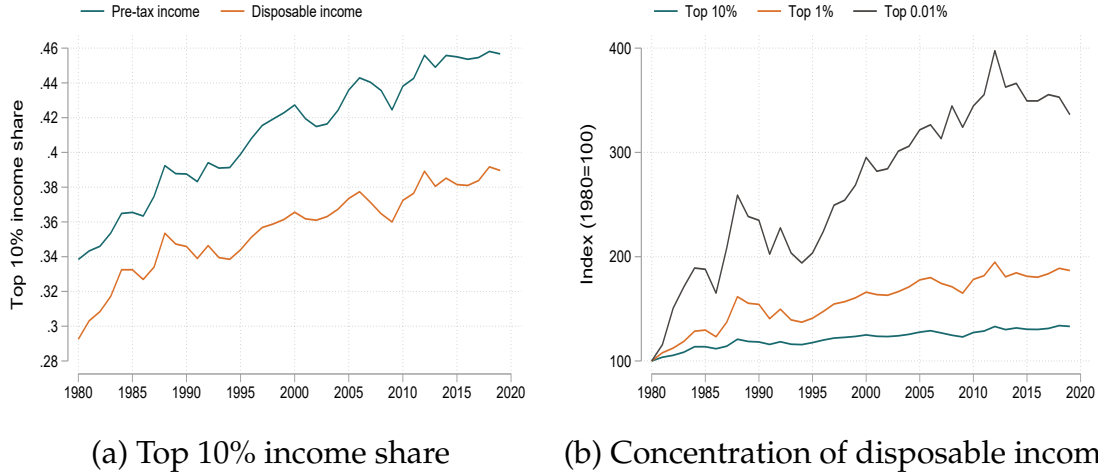 Pre-tax income Disposable income
Top 10% income share
.46
.44
.42
.4
.38
.36
.34
.32
.3
.28
1980 1985 1990 1995 2000 2005 2010 2015 2020
(a) Top 10% income share
Top 10% Top 1% Top 0.01%
Index (1980=100)
400
300
200
100
1980 1985 1990 1995 2000 2005 2010 2015 2020
(b) Concentration of disposable incom